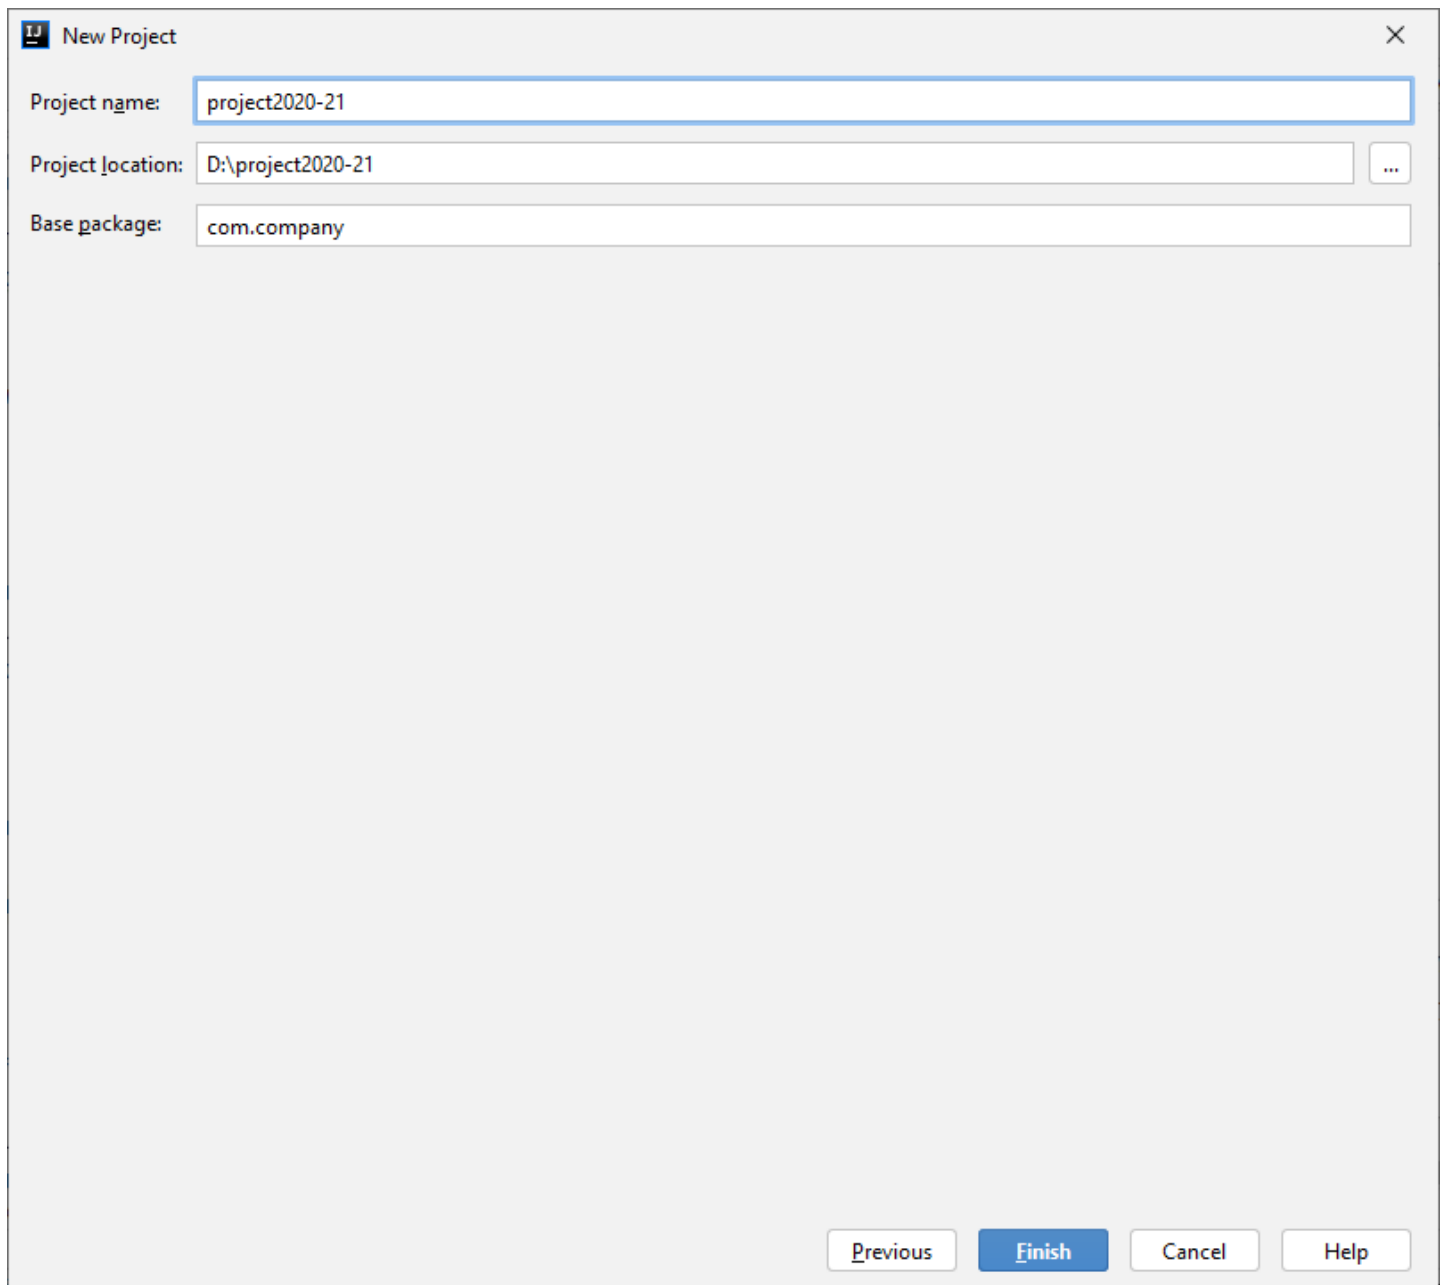 IJ New Project
Project name: project2020-21
Project location: D:\project2020-21 ...
Base package: com.company
Previous Finish Cancel Help